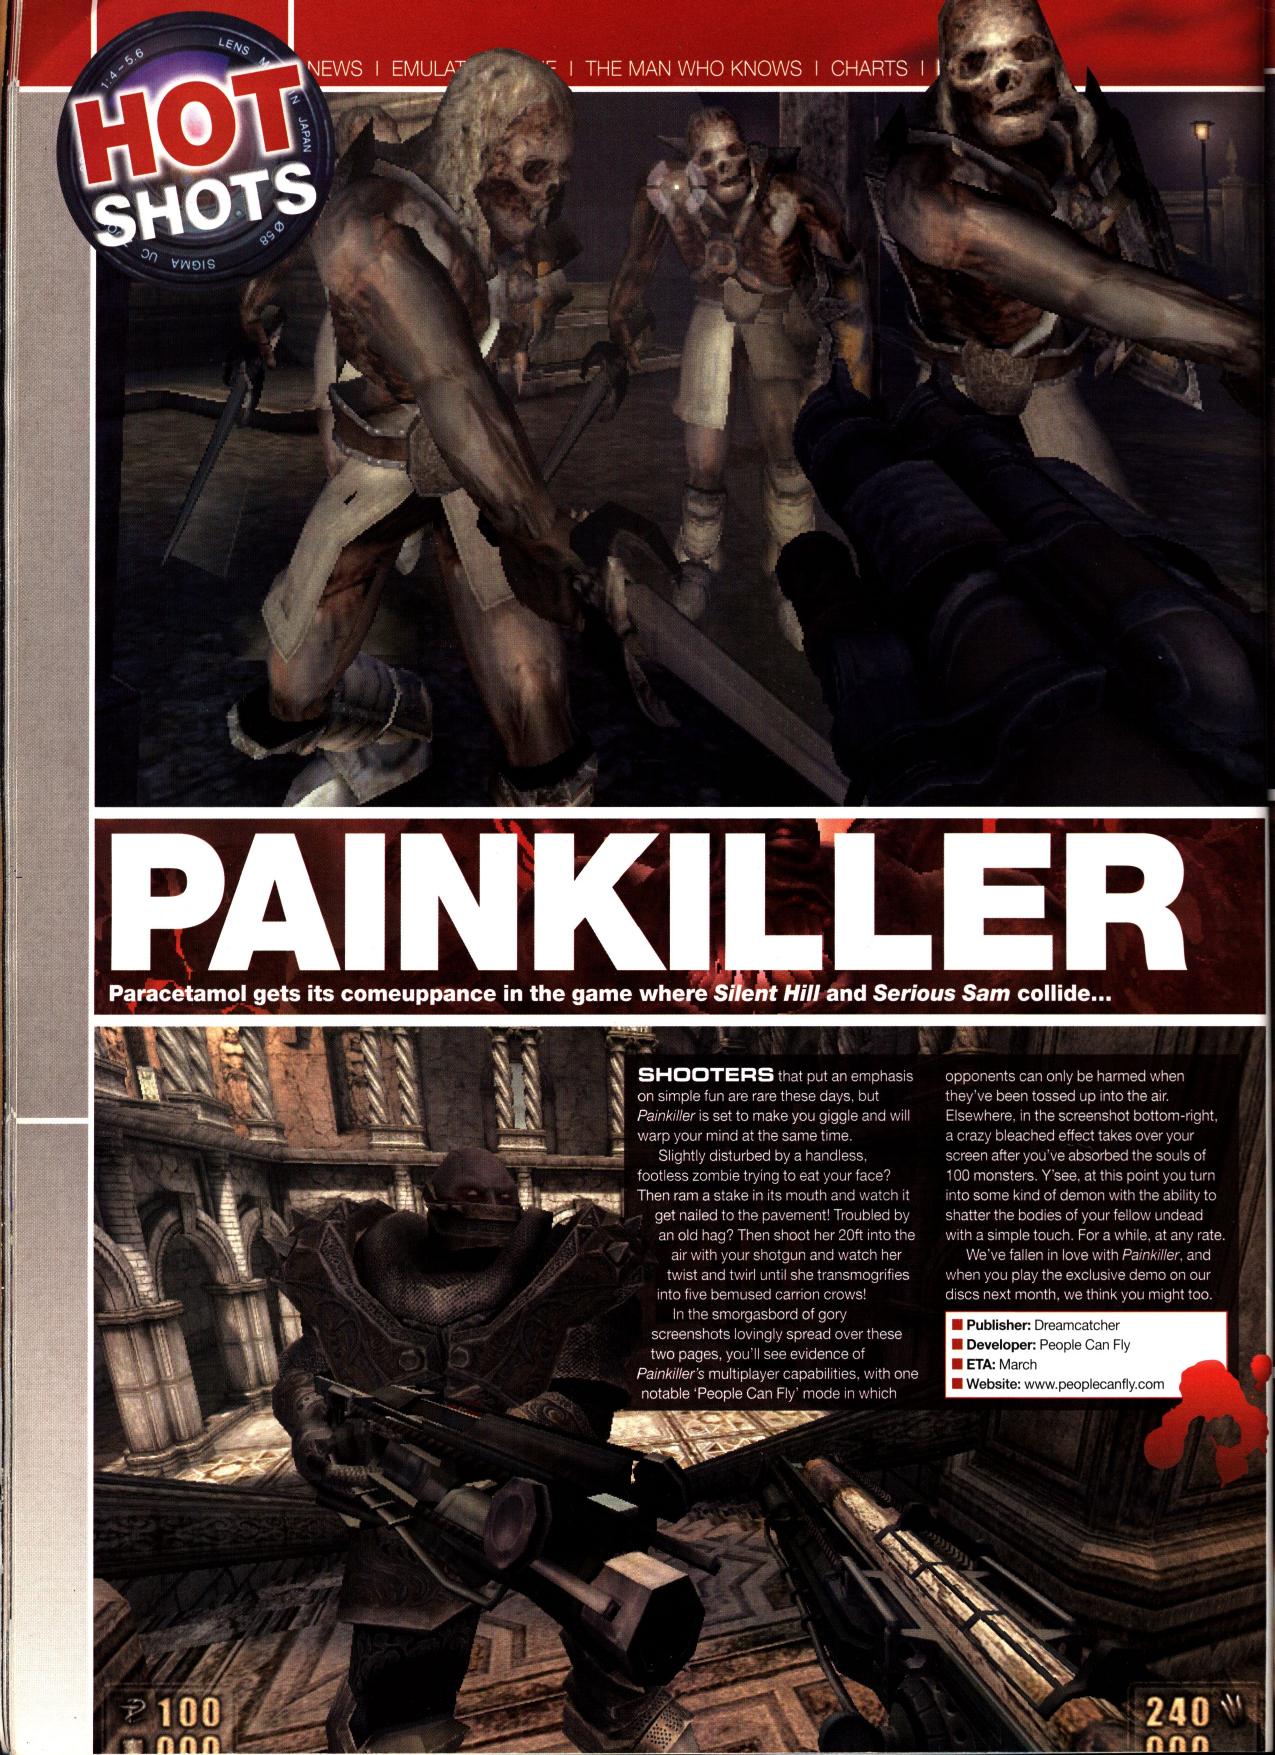 HOT
SHOTS
1:4-5.6
LENS
JAPAN
Ø58
SIGMA UC
NEWS | | THE MAN WHO KNOWS | CHARTS |
PAINKILLER
Paracetamol gets its comeuppance in the game where Silent Hill and Serious Sam collide...
SHOOTERS that put an emphasis
on simple fun are rare these days, but
Painkiller is set to make you giggle and will
warp your mind at the same time.
Slightly disturbed by a handless,
footless zombie trying to eat your face?
Then ram a stake in its mouth and watch it
get nailed to the pavement! Troubled by
an old hag? Then shoot her 20ft into the
air with your shotgun and watch her
twist and twirl until she transmogrifies
into five bemused carrion crows!
In the smorgasbord of gory
screenshots lovingly spread over these
two pages, you'll see evidence of
Painkiller's multiplayer capabilities, with one
notable 'People Can Fly' mode in which
opponents can only be harmed when
they've been tossed up into the air.
Elsewhere, in the screenshot bottom-right,
a crazy bleached effect takes over your
screen after you've absorbed the souls of
100 monsters. Y'see, at this point you turn
into some kind of demon with the ability to
shatter the bodies of your fellow undead
with a simple touch. For a while, at any rate.
We've fallen in love with Painkiller, and
when you play the exclusive demo on our
discs next month, we think you might too.
Publisher: Dreamcatcher
Developer: People Can Fly
ETA: March
Website: www.peoplecanfly.com
100
240